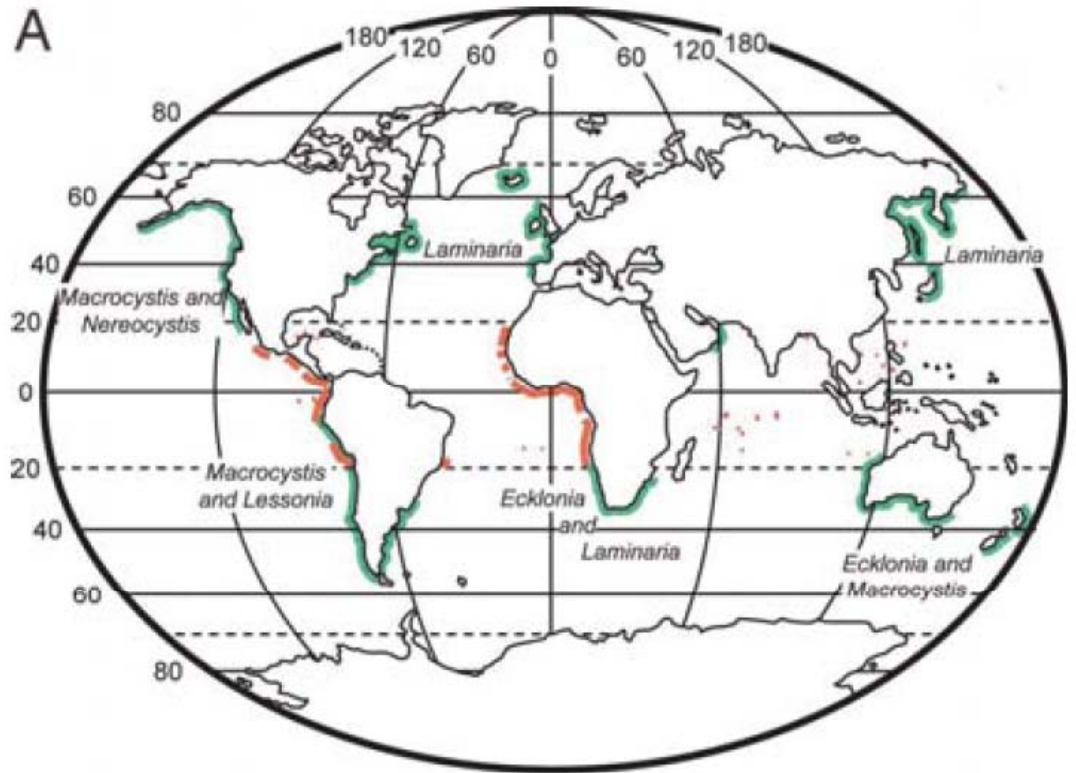 A
180 120 60 0 60 120 180
80
60
Laminaria
Laminaria
40
Macrocystis and
Nereocystis
20
0
20
Macrocystis
and Lessonia
Ecklonia
and
Laminaria
40
Ecklonia and
Macrocystis
60
80